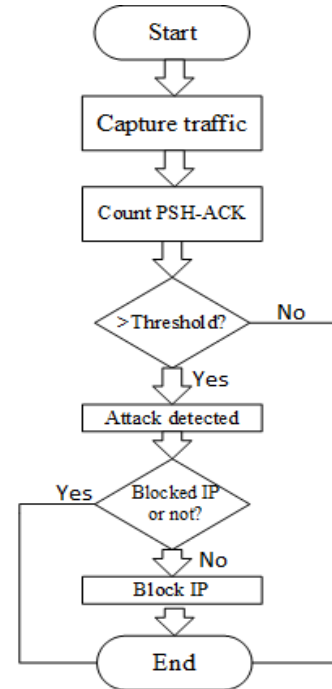 Start
Capture traffic
Count PSH-ACK
>Threshold?
No
Yes
Attack detected
Yes
Blocked IP
or not?
No
Block IP
End